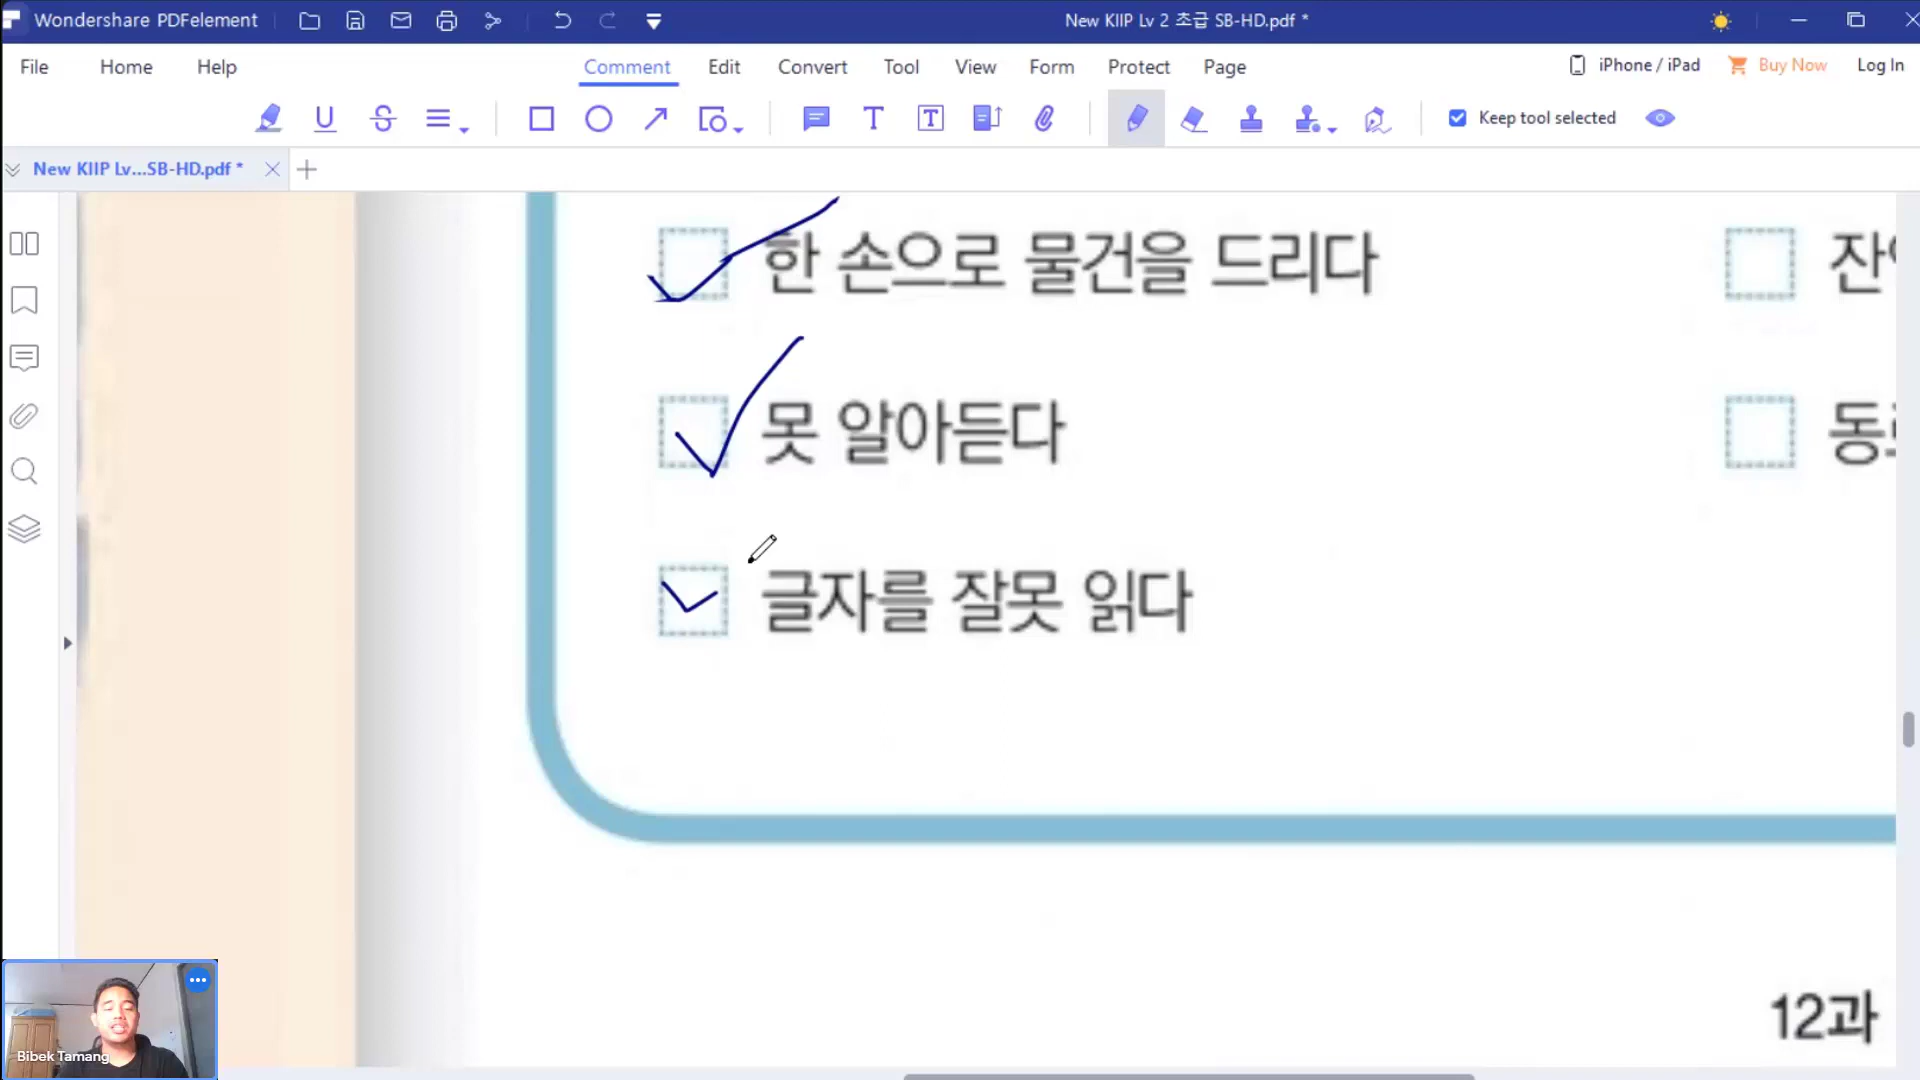 Wondershare PDFelement
New KIIP Lv 2 초급 SB-HD.pdf *
File Home Help Comment Edit Convert Tool View Form Protect Page iPhone / iPad Buy Now Log In
Keep tool selected
New KIIP Lv...SB-HD.pdf *
한 손으로 물건을 드리다
못 알아듣다
동
글자를 잘못 읽다
12과
Bibek Tamang